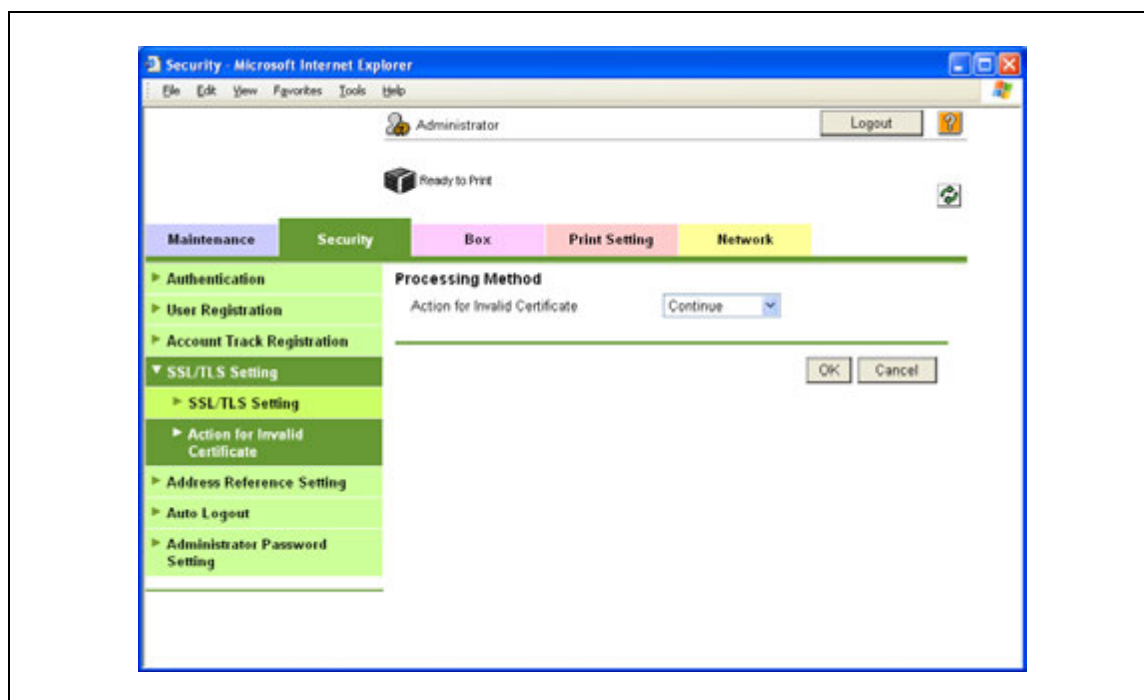 Security - Microsoft Internet Explorer
File Edit View Favorites Tools Help
Administrator
Logout
?
Ready to Print
Maintenance Security Box Print Setting Network
Authentication
User Registration
Account Track Registration
SSL/TLS Setting
SSL/TLS Setting
Action for Invalid
Certificate
Address Reference Setting
Auto Logout
Administrator Password
Setting
Processing Method
Action for Invalid Certificate Continue
OK Cancel